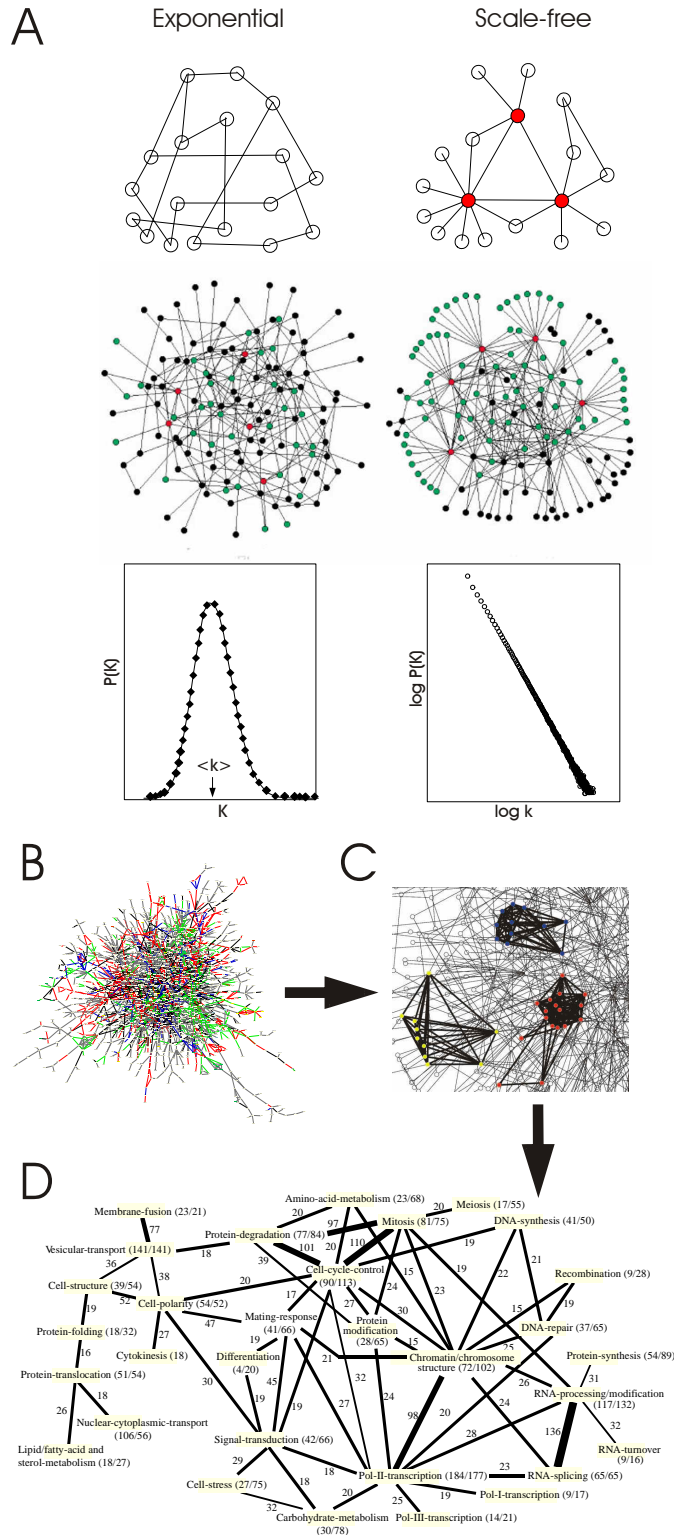 A
Exponential
Scale-free
P(K)
<k>
K
log P(K)
log k
B
C
D
Membrane-fusion (23/21)
77
Vesicular-transport (141/141)
36
38
18
Cell-structure (39/54)
52
19
Cell-polarity (54/52)
Protein-folding (18/32)
16
27
Cytokinesis (18)
Protein-translocation (51/54)
18
26
Nuclear-cytoplasmic-transport
(106/56)
Lipid/fatty-acid and
sterol-metabolism (18/27)
Amino-acid-metabolism (23/68)
20
97
Protein-degradation (77/84)
101
20
110
39
Mitosis (81/75)
20
Meiosis (17/55)
DNA-synthesis (41/50)
19
Cell-cycle-control
(90/113)
20
24
15
23
22
21
Recombination (9/28)
15
19
17
27
30
47
Mating-response
(41/66)
19
Protein
modification
(28/65)
15
25
19
DNA-repair (37/65)
Differentiation
(4/20)
21
Chromatin/chromosome
structure (72/102)
Protein-synthesis (54/89)
31
26
RNA-processing/modification
(117/132)
30
45
19
19
32
27
24
98
20
24
28
136
32
RNA-turnover
(9/16)
Signal-transduction (42/66)
29
18
18
Pol-II-transcription (184/177)
23
RNA-splicing (65/65)
Cell-stress (27/75)
32
18
20
25
19
Pol-I-transcription (9/17)
Carbohydrate-metabolism
(30/78)
Pol-III-transcription (14/21)